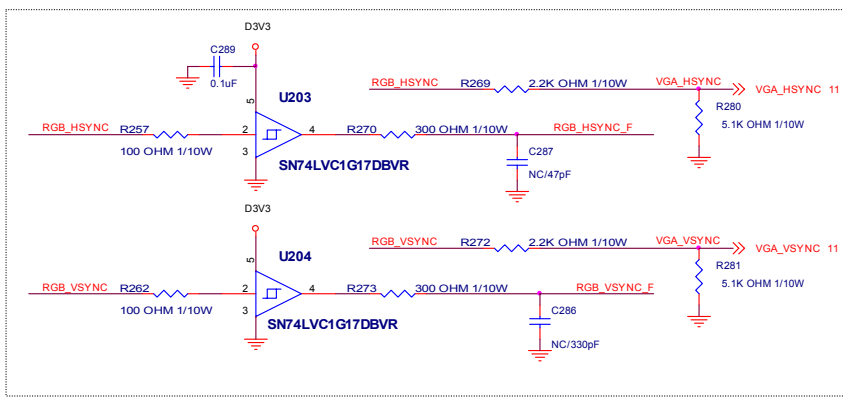 D3V3
C289
0.1uF
U203
5
RGB_HSYNC R257 2 4 R270 300 OHM 1/10W RGB_HSYNC_F
100 OHM 1/10W 3
SN74LVC1G17DBVR
C287
NC/47pF
RGB_HSYNC R269 2.2K OHM 1/10W VGA_HSYNC VGA_HSYNC 11
R280
5.1K OHM 1/10W
D3V3
U204
5
RGB_VSYNC R262 2 4 R273 300 OHM 1/10W RGB_VSYNC_F
100 OHM 1/10W 3
SN74LVC1G17DBVR
C286
NC/330pF
RGB_VSYNC R272 2.2K OHM 1/10W VGA_VSYNC VGA_VSYNC 11
R281
5.1K OHM 1/10W